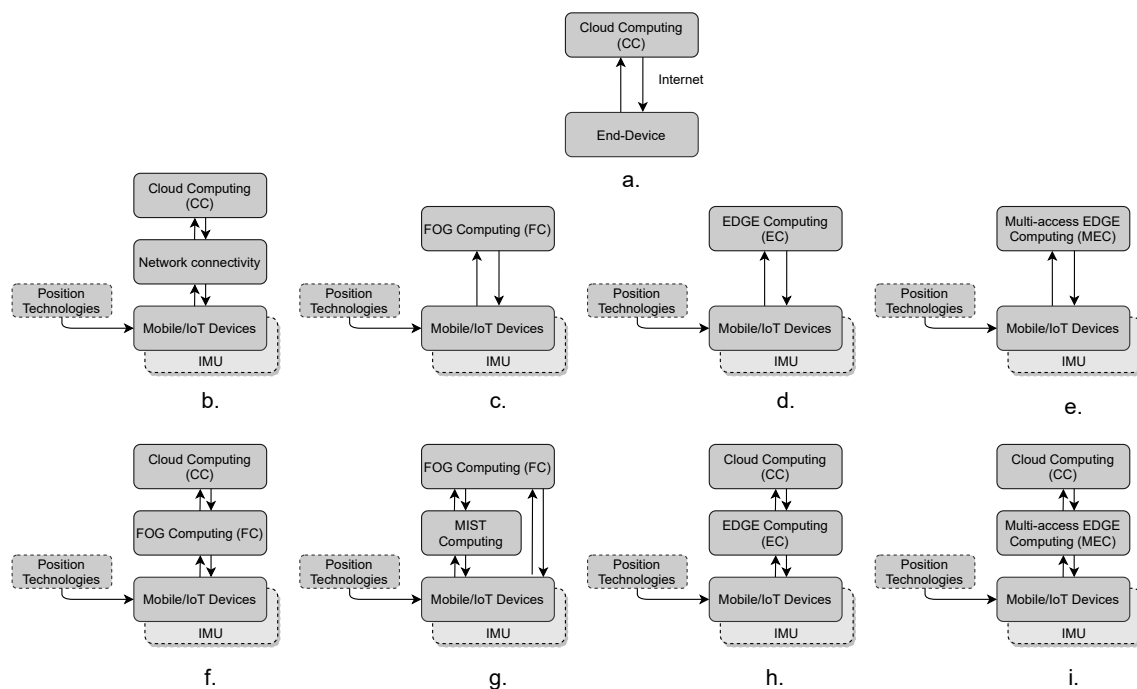 Cloud Computing
(CC)
Internet
End-Device
a.
Cloud Computing
(CC)
Network connectivity
Position
Technologies
Mobile/IoT Devices
IMU
b.
FOG Computing (FC)
Position
Technologies
Mobile/IoT Devices
IMU
c.
EDGE Computing
(EC)
Position
Technologies
Mobile/IoT Devices
IMU
d.
Multi-access EDGE
Computing (MEC)
Position
Technologies
Mobile/IoT Devices
IMU
e.
Cloud Computing
(CC)
FOG Computing (FC)
Position
Technologies
Mobile/IoT Devices
IMU
f.
FOG Computing (FC)
MIST
Computing
Position
Technologies
Mobile/IoT Devices
IMU
g.
Cloud Computing
(CC)
EDGE Computing
(EC)
Position
Technologies
Mobile/IoT Devices
IMU
h.
Cloud Computing
(CC)
Multi-access EDGE
Computing (MEC)
Position
Technologies
Mobile/IoT Devices
IMU
i.